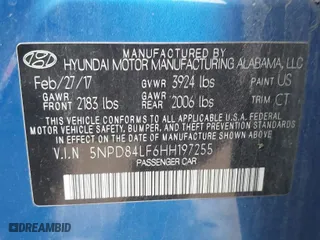 MANUFACTURED BY
HYUNDAI MOTOR MANUFACTURING ALABAMA, LLC
Feb/27/17 GVWR 3924 lbs PAINT US
GAWR FRONT 2183 lbs GAWR REAR 2006 lbs TRIM CT
THIS VEHICLE CONFORMS TO ALL APPLICABLE U.S. FEDERAL MOTOR VEHICLE SAFETY, BUMPER, AND THEFT PREVENTION STANDARDS IN EFFECT ON THE DATE OF MANUFACTURE SHOWN ABOVE.
V.I.N 5NPD84LF6HH197255
PASSENGER CAR